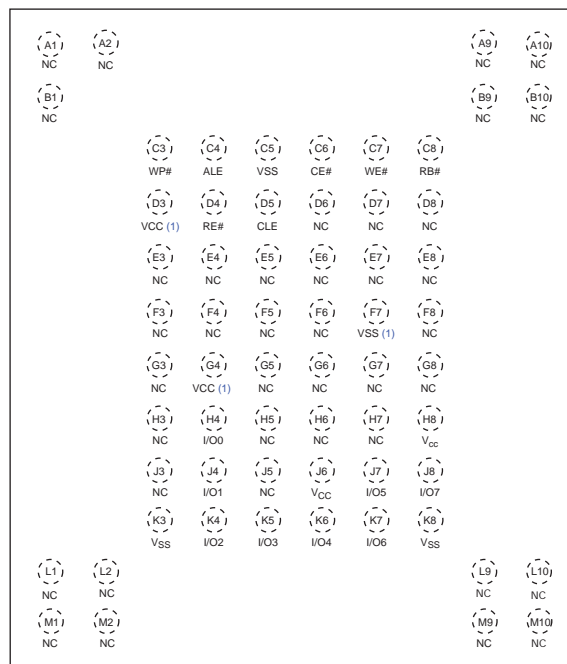 A1 A2 A9 A10
NC NC NC NC
B1 B9 B10
NC NC NC
C3 C4 C5 C6 C7 C8
WP# ALE VSS CE# WE# RB#
D3 D4 D5 D6 D7 D8
VCC (1) RE# CLE NC NC NC
E3 E4 E5 E6 E7 E8
NC NC NC NC NC NC
F3 F4 F5 F6 F7 F8
NC NC NC NC VSS (1) NC
G3 G4 G5 G6 G7 G8
NC VCC (1) NC NC NC NC
H3 H4 H5 H6 H7 H8
NC I/O0 NC NC NC Vcc
J3 J4 J5 J6 J7 J8
NC I/O1 NC VCC I/O5 I/O7
K3 K4 K5 K6 K7 K8
VSS I/O2 I/O3 I/O4 I/O6 VSS
L1 L2 L9 L10
NC NC NC NC
M1 M2 M9 M10
NC NC NC NC